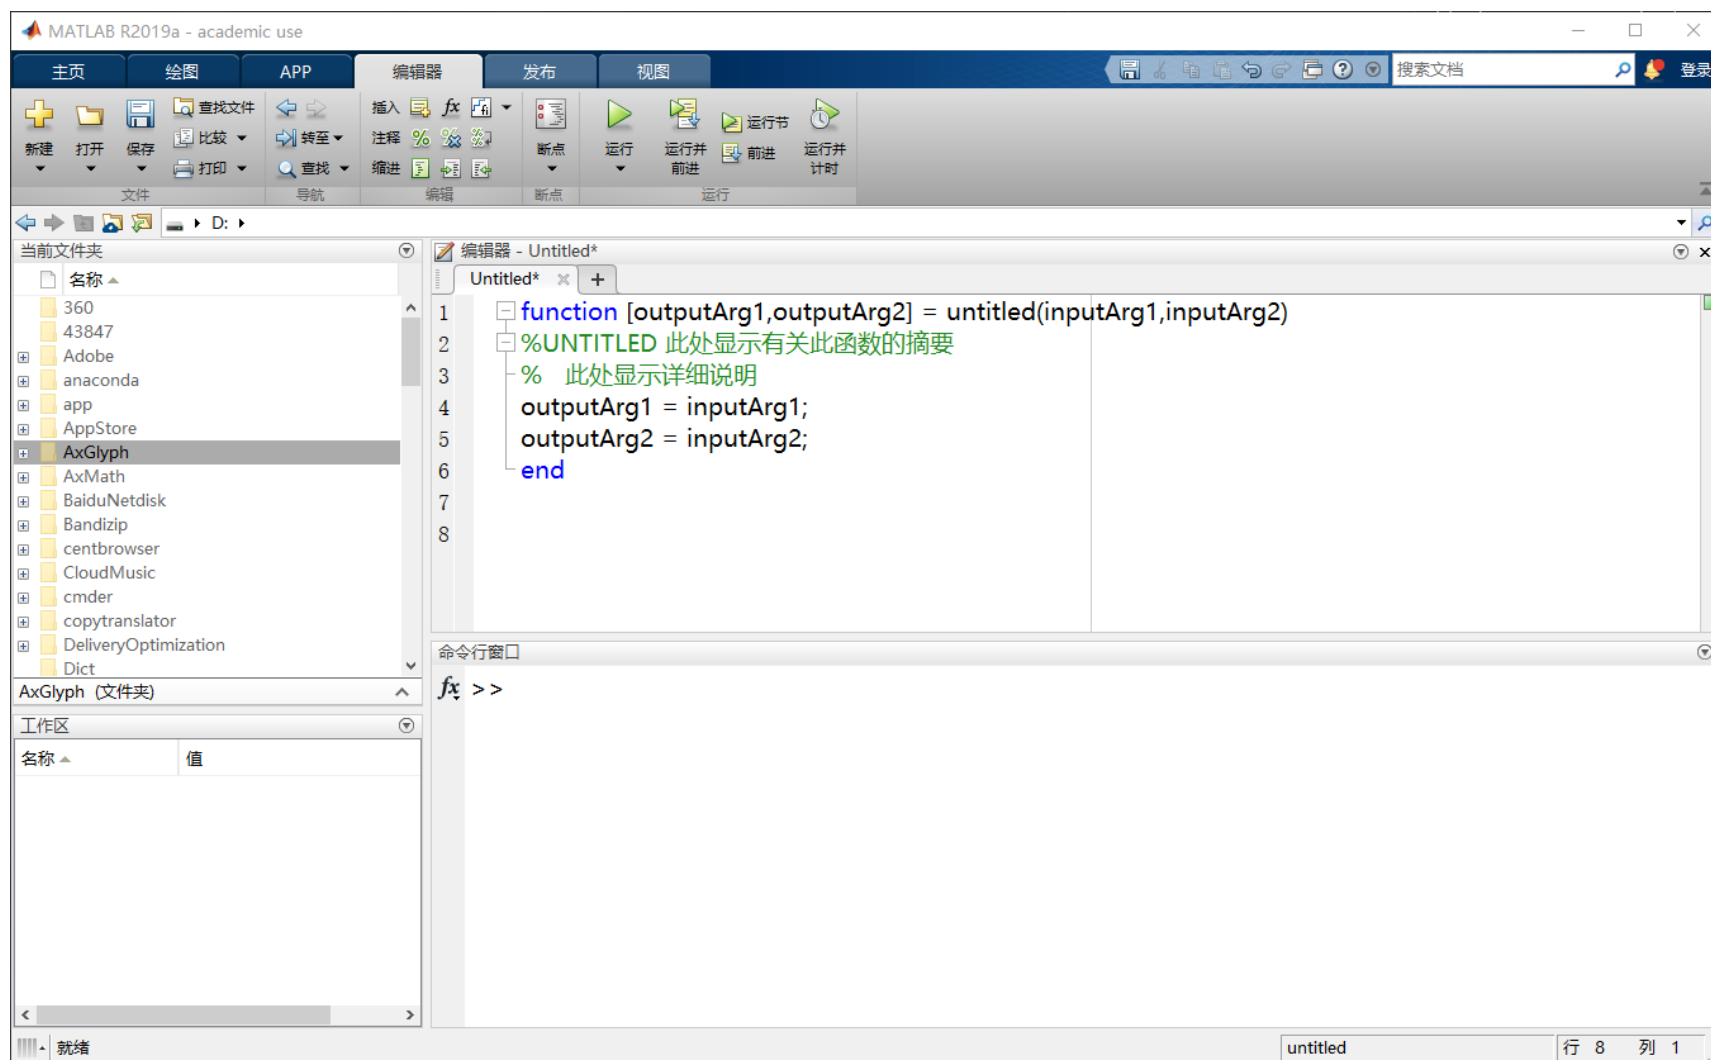 MATLAB R2019a - academic use
主页 绘图 APP 编辑器 发布 视图 搜索文档 登录
查找文件 插入 fx fi
新建 打开 保存 比较 转至 注释 断点 运行 运行并前进 运行节 前进 运行并计时
打印 查找 缩进
文件 导航 编辑 断点 运行
D:
当前文件夹
名称
360
43847
Adobe
anaconda
app
AppStore
AxGlyph
AxMath
BaiduNetdisk
Bandizip
centbrowser
CloudMusic
cmder
copytranslator
DeliveryOptimization
Dict
AxGlyph (文件夹)
工作区
名称 值
编辑器 - Untitled*
Untitled* +
1 function [outputArg1,outputArg2] = untitled(inputArg1,inputArg2)
2 %UNTITLED 此处显示有关此函数的摘要
3 % 此处显示详细说明
4 outputArg1 = inputArg1;
5 outputArg2 = inputArg2;
6 end
7
8
命令行窗口
fx >>
就绪 untitled 行 8 列 1